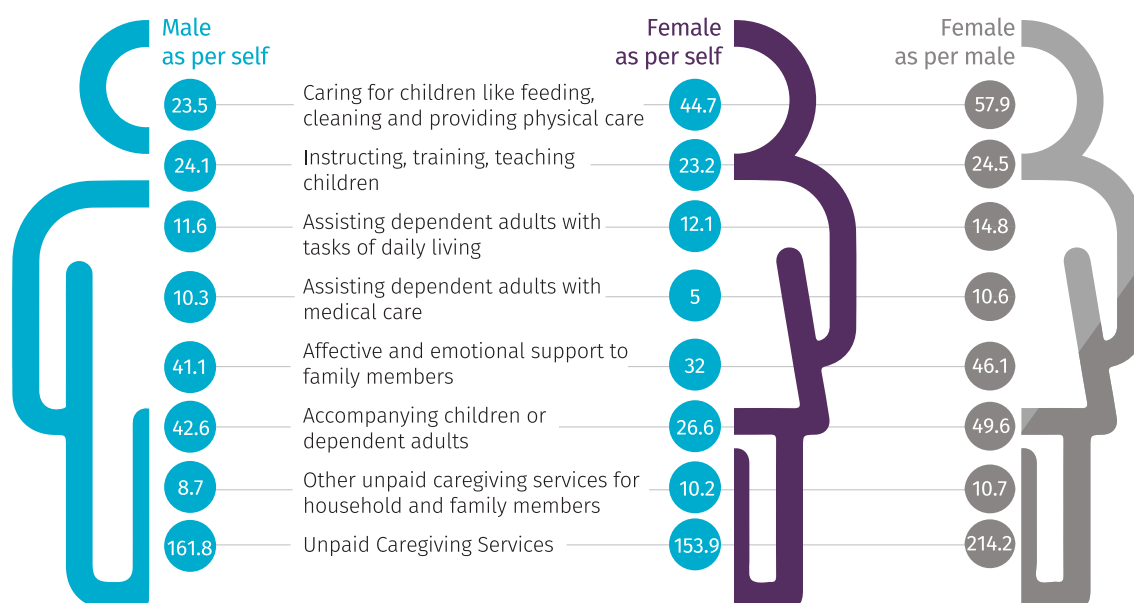 Male
as per self
Female
as per self
Female
as per male
23.5
Caring for children like feeding,
cleaning and providing physical care
44.7
57.9
24.1
Instructing, training, teaching
children
23.2
24.5
11.6
Assisting dependent adults with
tasks of daily living
12.1
14.8
10.3
Assisting dependent adults with
medical care
5
10.6
41.1
Affective and emotional support to
family members
32
46.1
42.6
Accompanying children or
dependent adults
26.6
49.6
8.7
Other unpaid caregiving services for
household and family members
10.2
10.7
161.8
Unpaid Caregiving Services
153.9
214.2